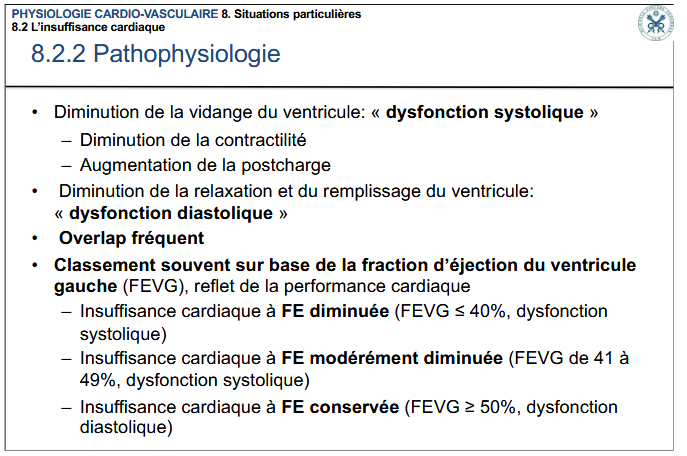 PHYSIOLOGIE CARDIO-VASCULAIRE 8. Situations particulières
8.2 L’insuffisance cardiaque
8.2.2 Pathophysiologie
• Diminution de la vidange du ventricule: « dysfonction systolique »
– Diminution de la contractilité
– Augmentation de la postcharge
• Diminution de la relaxation et du remplissage du ventricule:
« dysfonction diastolique »
• Overlap fréquent
• Classement souvent sur base de la fraction d’éjection du ventricule
gauche (FEVG), reflet de la performance cardiaque
– Insuffisance cardiaque à FE diminuée (FEVG ≤ 40%, dysfonction
systolique)
– Insuffisance cardiaque à FE modérément diminuée (FEVG de 41 à
49%, dysfonction systolique)
– Insuffisance cardiaque à FE conservée (FEVG ≥ 50%, dysfonction
diastolique)